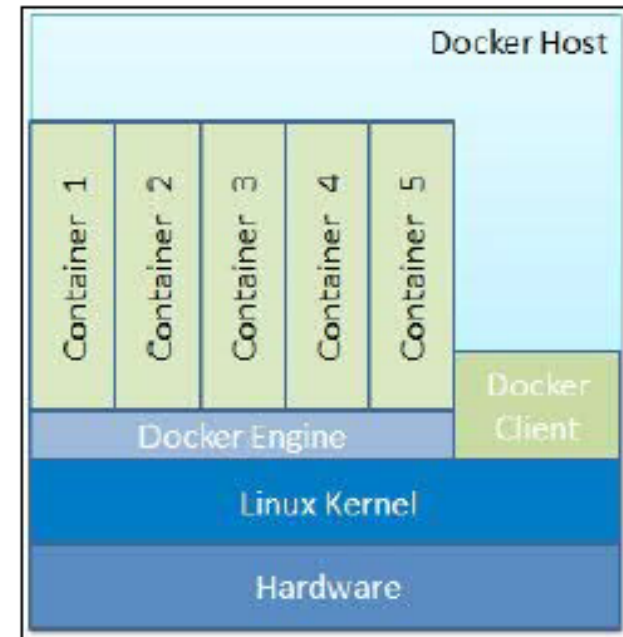 Docker Host
Container 1
Container 2
Container 3
Container 4
Container 5
Docker
Client
Docker Engine
Linux Kernel
Hardware